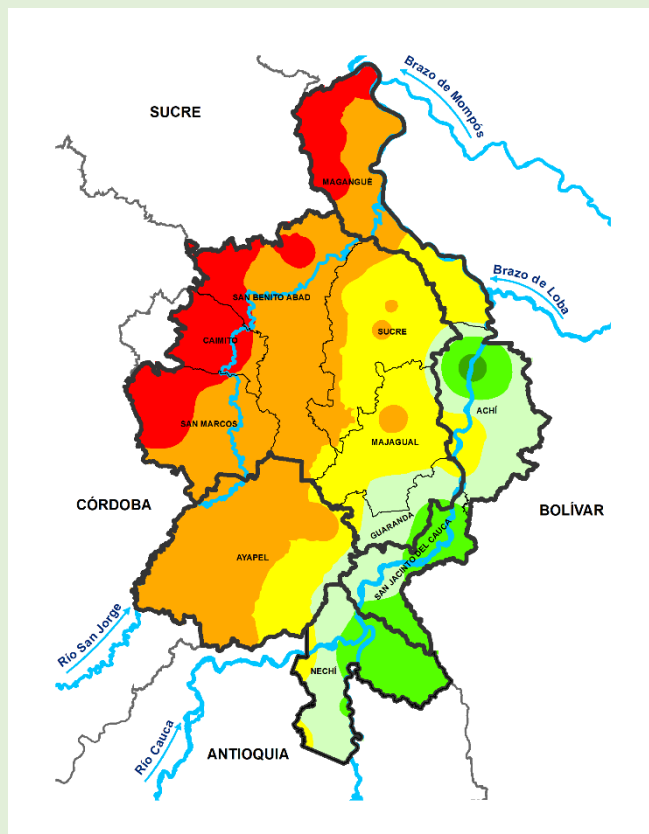 Brazo de Mompós
SUCRE
MAGANGUÉ
Brazo de Loba
SAN BENITO ABAD
SUCRE
CAIMITO
ACHÍ
SAN MARCOS
MAJAGUAL
CÓRDOBA
BOLÍVAR
GUARANDA
AYAPEL
SAN JACINTO DEL CAUCA
Río San Jorge
NECHÍ
Río Cauca
ANTIOQUIA